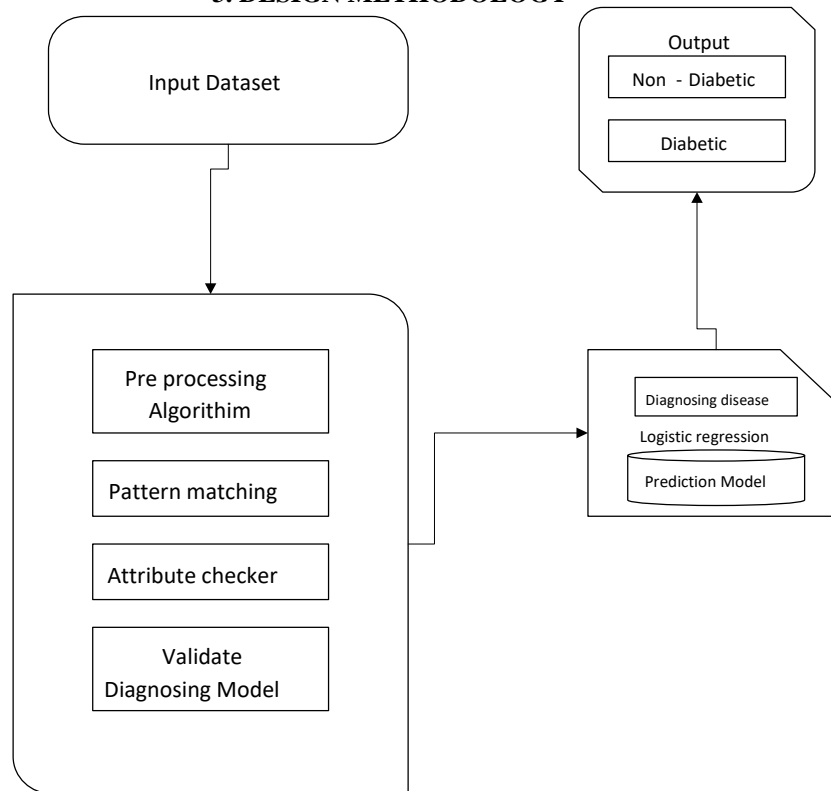 Input Dataset
Output
Non - Diabetic
Diabetic
Pre processing
Algorithim
Pattern matching
Attribute checker
Validate
Diagnosing Model
Diagnosing disease
Logistic regression
Prediction Model